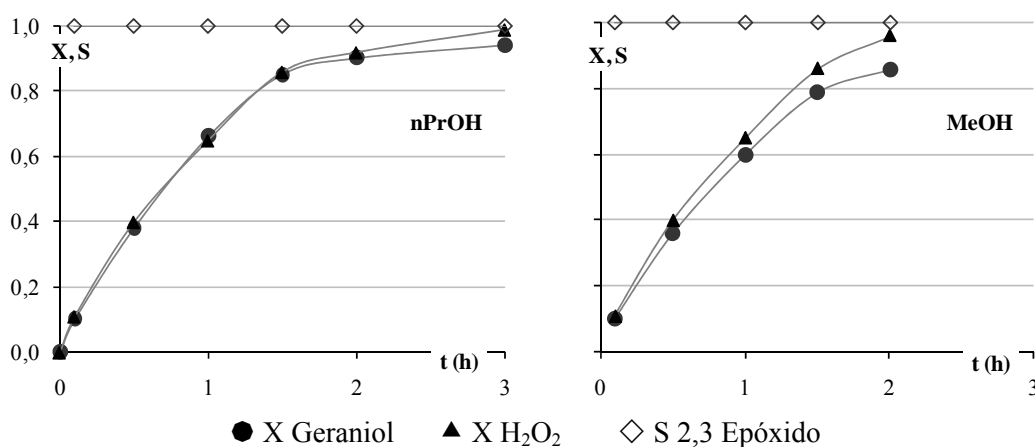 1,0
X, S
0,8
nPrOH
0,6
0,4
0,2
0,0
t (h)
0 1 2 3
X, S
MeOH
t (h)
0 1 2 3
X Geraniol X H₂O₂ S 2,3 Epóxido